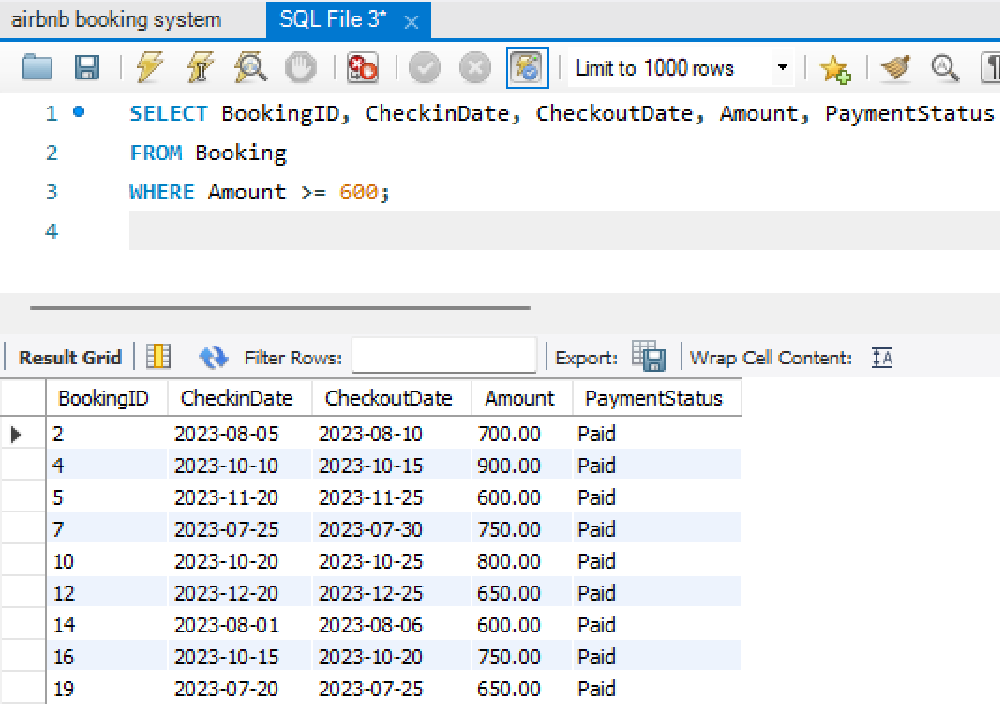 airbnb booking system SQL File 3* ×
Limit to 1000 rows
1 SELECT BookingID, CheckinDate, CheckoutDate, Amount, PaymentStatus
2 FROM Booking
3 WHERE Amount >= 600;
4
Result Grid Filter Rows: Export: Wrap Cell Content: IA
BookingID CheckinDate CheckoutDate Amount PaymentStatus
2 2023-08-05 2023-08-10 700.00 Paid
4 2023-10-10 2023-10-15 900.00 Paid
5 2023-11-20 2023-11-25 600.00 Paid
7 2023-07-25 2023-07-30 750.00 Paid
10 2023-10-20 2023-10-25 800.00 Paid
12 2023-12-20 2023-12-25 650.00 Paid
14 2023-08-01 2023-08-06 600.00 Paid
16 2023-10-15 2023-10-20 750.00 Paid
19 2023-07-20 2023-07-25 650.00 Paid